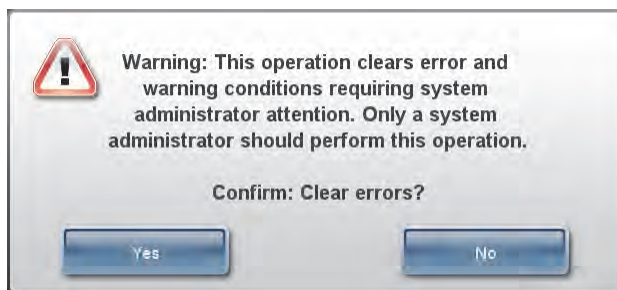 Warning: This operation clears error and
warning conditions requiring system
administrator attention. Only a system
administrator should perform this operation.
Confirm: Clear errors?
Yes
No